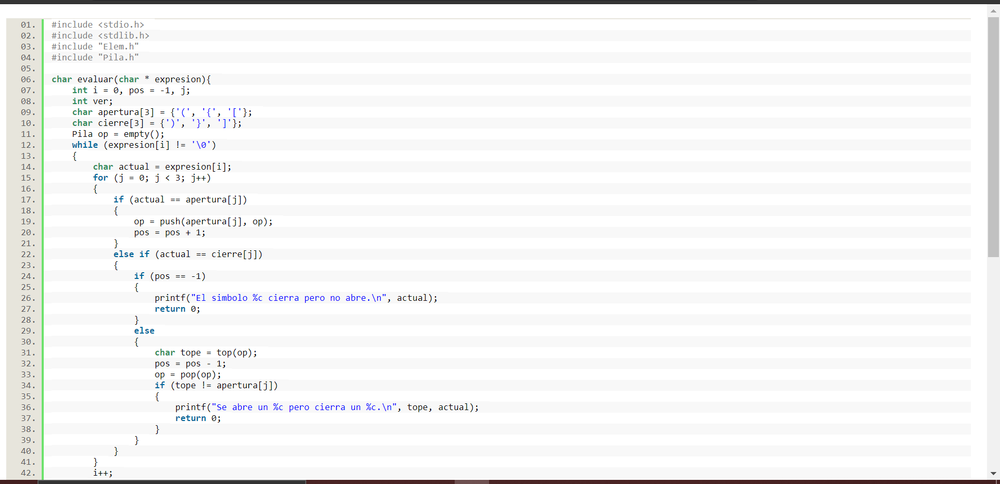 01. #include <stdio.h>
02. #include <stdlib.h>
03. #include "Elem.h"
04. #include "Pila.h"
05.
06. char evaluar(char * expresion){
07.     int i = 0, pos = -1, j;
08.     int ver;
09.     char apertura[3] = {'(', '{', '['};
10.     char cierre[3] = {')', '}', ']'};
11.     Pila op = empty();
12.     while (expresion[i] != '\0')
13.     {
14.         char actual = expresion[i];
15.         for (j = 0; j < 3; j++)
16.         {
17.             if (actual == apertura[j])
18.             {
19.                 op = push(apertura[j], op);
20.                 pos = pos + 1;
21.             }
22.             else if (actual == cierre[j])
23.             {
24.                 if (pos == -1)
25.                 {
26.                     printf("El simbolo %c cierra pero no abre.\n", actual);
27.                     return 0;
28.                 }
29.                 else
30.                 {
31.                     char tope = top(op);
32.                     pos = pos - 1;
33.                     op = pop(op);
34.                     if (tope != apertura[j])
35.                     {
36.                         printf("Se abre un %c pero cierra un %c.\n", tope, actual);
37.                         return 0;
38.                     }
39.                 }
40.             }
41.         }
42.         i++;